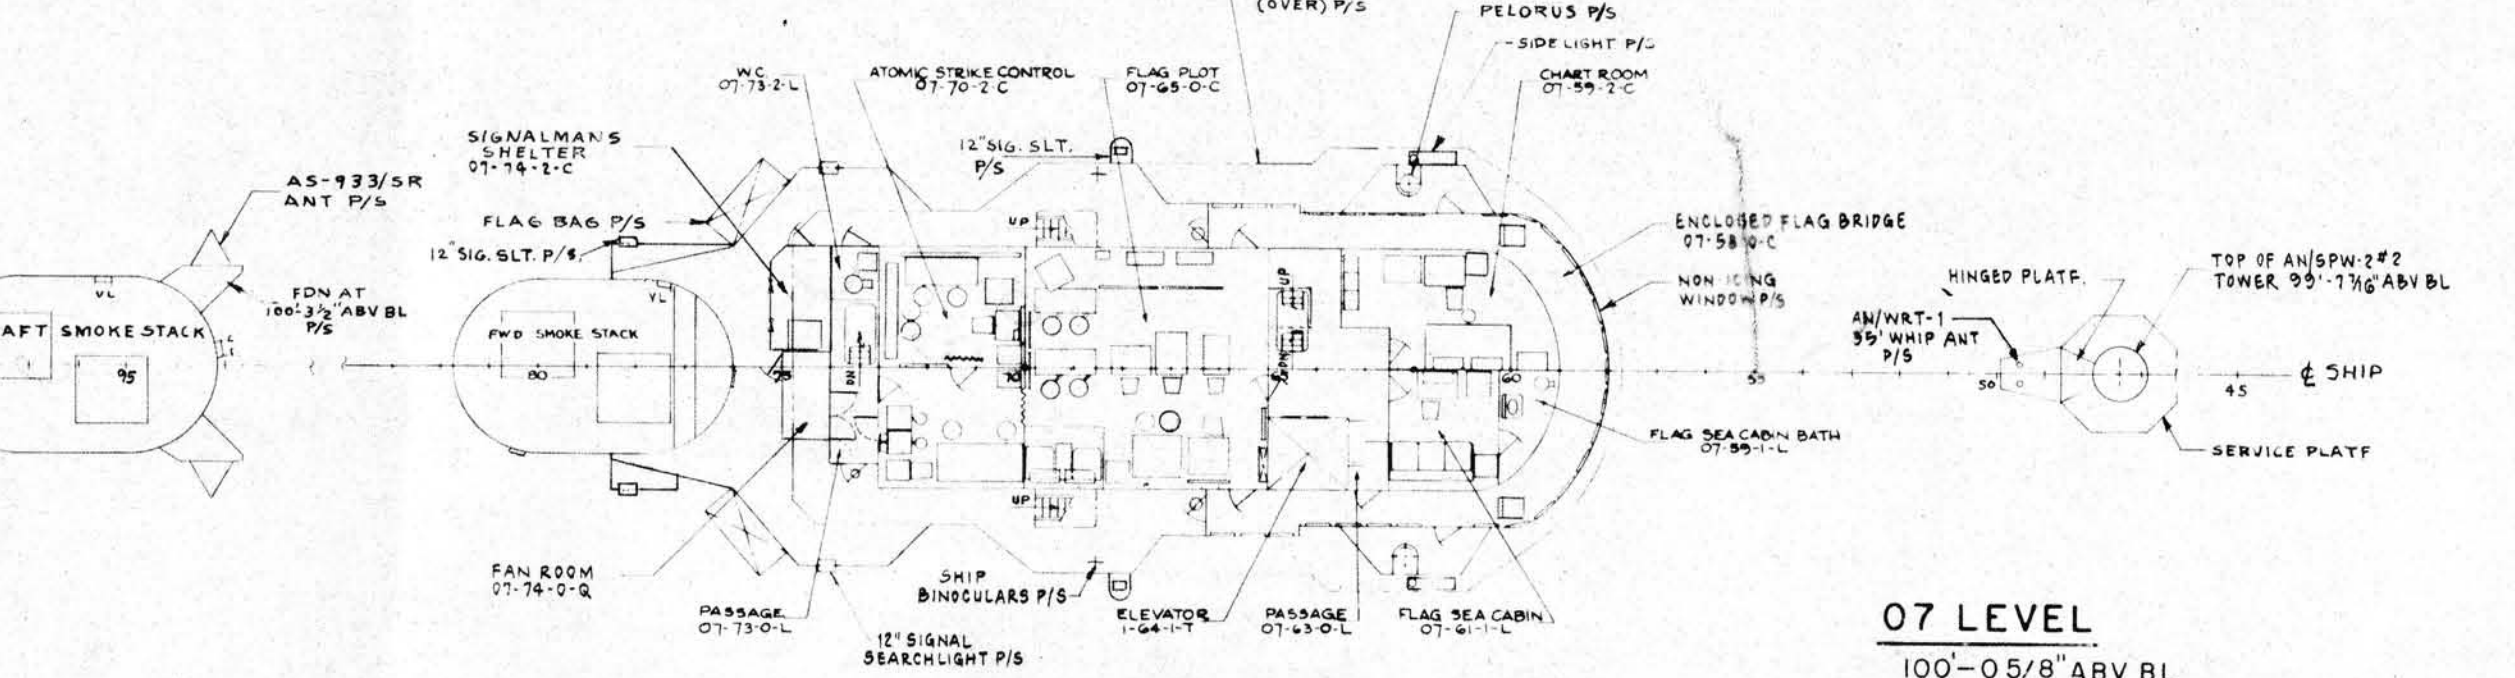 (OVER) P/S
PELORUS P/S
SIDE LIGHT P/S
W.C.
07-73-2-L
ATOMIC STRIKE CONTROL
07-70-2-C
FLAG PLOT
07-65-0-C
CHART ROOM
07-59-2-C
SIGNALMANS
SHELTER
07-74-2-C
12" SIG. SLT.
P/S
AS-933/SR
ANT P/S
FLAG BAG P/S
12" SIG. SLT. P/S
UP
ENCLOSED FLAG BRIDGE
07-58-0-C
NON ICING
WINDOW P/S
HINGED PLATF.
TOP OF AN/SPW-2 #2
TOWER 99'-7 7/16" ABV BL
VL
FDN AT
100'-3 1/2" ABV BL
P/S
VL
UP
AN/WRT-1
35' WHIP ANT
P/S
AFT SMOKE STACK
FWD SMOKE STACK
95
80
75
DN
70
DN
60
55
50
45
℄ SHIP
FLAG SEA CABIN BATH
07-59-1-L
SERVICE PLATF
UP
FAN ROOM
07-74-0-Q
PASSAGE
07-73-0-L
12" SIGNAL
SEARCHLIGHT P/S
SHIP
BINOCULARS P/S
ELEVATOR
1-64-1-T
PASSAGE
07-63-0-L
FLAG SEA CABIN
07-61-1-L
07 LEVEL
100'-0 5/8" ABV BL